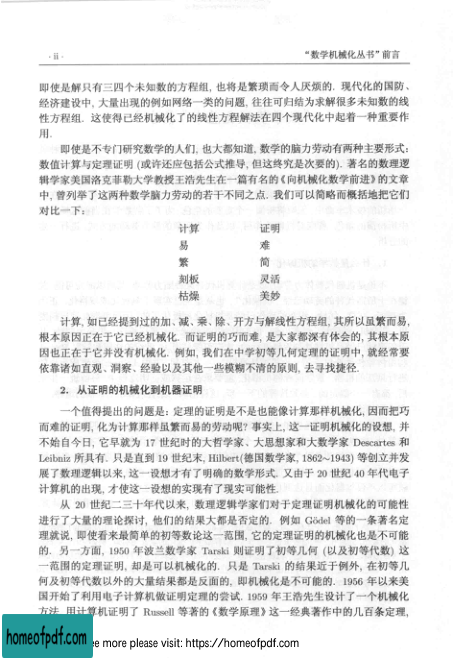 · ii ·
“数学机械化丛书”前言
即使是解只有三四个未知数的方程组, 也将是繁琐而令人厌烦的. 现代化的国防、
经济建设中, 大量出现的例如网络一类的问题, 往往可归结为求解很多未知数的线
性方程组. 这使得已经机械化了的线性方程解法在四个现代化中起着一种重要作
用.
即使是不专门研究数学的人们, 也大都知道, 数学的脑力劳动有两种主要形式:
数值计算与定理证明 (或许还应包括公式推导, 但这终究是次要的). 著名的数理逻
辑学家美国洛克菲勒大学教授王浩先生在一篇有名的《向机械化数学前进》的文章
中, 曾列举了这两种数学脑力劳动的若干不同之点. 我们可以简略而概括地把它们
对比一下:
计算 证明
易 难
繁 简
刻板 灵活
枯燥 美妙
计算, 如已经提到过的加、减、乘、除、开方与解线性方程组, 其所以虽繁而易,
根本原因正在于它已经机械化. 而证明的巧而难, 是大家都深有体会的, 其根本原
因也正在于它并没有机械化. 例如, 我们在中学初等几何定理的证明中, 就经常要
依靠诸如直观、洞察、经验以及其他一些模糊不清的原则, 去寻找捷径.
2. 从证明的机械化到机器证明
一个值得提出的问题是: 定理的证明是不是也能像计算那样机械化, 因而把巧
而难的证明, 化为计算那样虽繁而易的劳动呢? 事实上, 这一证明机械化的设想, 并
不始自今日, 它早就为 17 世纪时的大哲学家、大思想家和大数学家 Descartes 和
Leibniz 所具有. 只是直到 19 世纪末, Hilbert(德国数学家, 1862~1943) 等创立并发
展了数理逻辑以来, 这一设想才有了明确的数学形式. 又由于 20 世纪 40 年代电子
计算机的出现, 才使这一设想的实现有了现实可能性.
从 20 世纪二三十年代以来, 数理逻辑学家们对于定理证明机械化的可能性
进行了大量的理论探讨, 他们的结果大都是否定的. 例如 Gödel 等的一条著名定
理就说, 即使看来最简单的初等数论这一范围, 它的定理证明的机械化也是不可能
的. 另一方面, 1950 年波兰数学家 Tarski 则证明了初等几何 (以及初等代数) 这
一范围的定理证明, 却是可以机械化的. 只是 Tarski 的结果近于例外, 在初等几
何及初等代数以外的大量结果都是反面的, 即机械化是不可能的. 1956 年以来美
国开始了利用电子计算机做证明定理的尝试. 1959 年王浩先生设计了一个机械化
方法, 用计算机证明了 Russell 等著的《数学原理》这一经典著作中的几百条定理,
homeofpdf.com
ee more please visit: https://homeofpdf.com